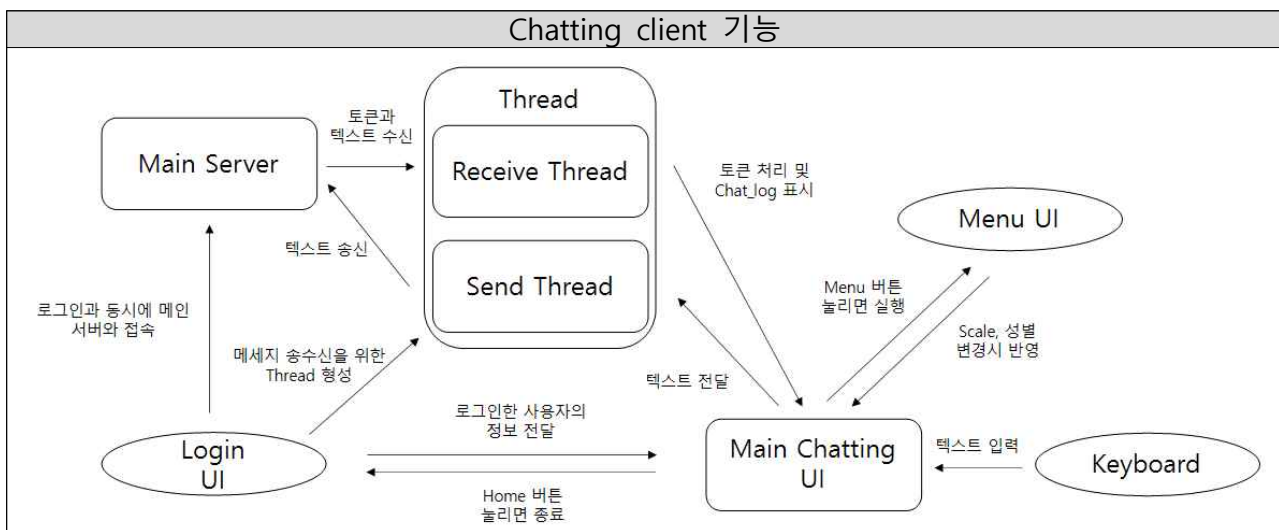 Chatting client 기능
Thread
토큰과
텍스트 수신
Main Server
Receive Thread
토큰 처리 및
Chat_log 표시
Menu UI
텍스트 송신
Send Thread
Menu 버튼
눌리면 실행
로그인과 동시에 메인
서버와 접속
Scale, 성별
변경시 반영
메세지 송수신을 위한
Thread 형성
텍스트 전달
로그인한 사용자의
정보 전달
Login
UI
Main Chatting
UI
텍스트 입력
Keyboard
Home 버튼
눌리면 종료